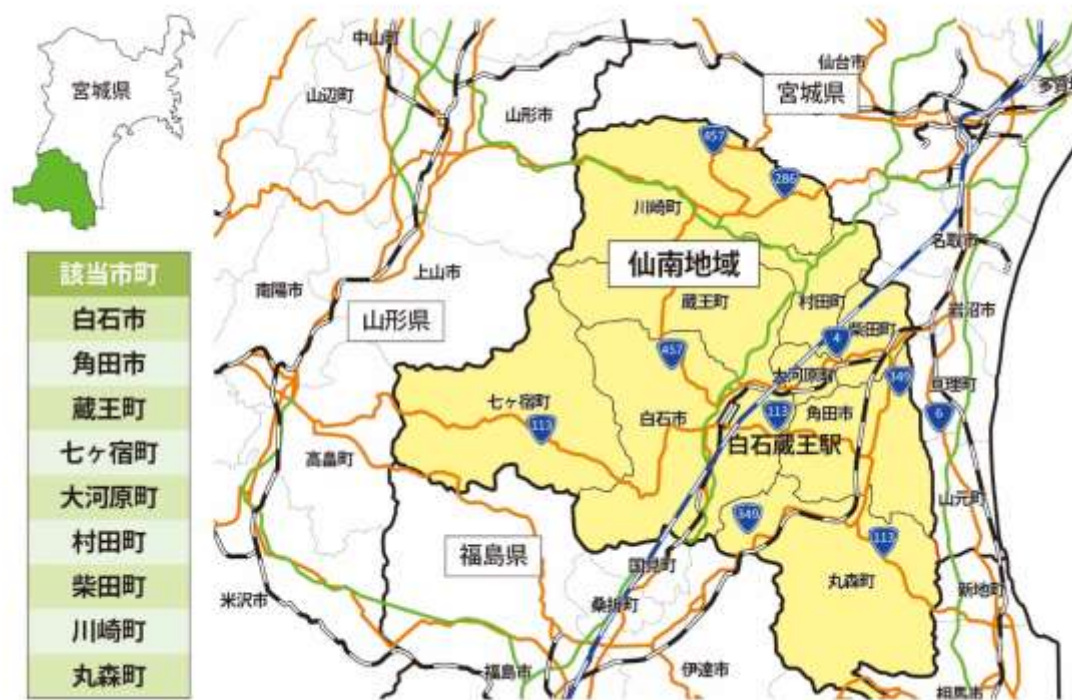 宮城県
該当市町
白石市
角田市
蔵王町
七ヶ宿町
大河原町
村田町
柴田町
川崎町
丸森町
中山町
仙台市
宮城県
山辺町
山形市
457
286
川崎町
名取市
仙南地域
上山市
南陽市
蔵王町
村田町
岩沼市
山形県
柴田町
4
457
大河原町
349
亘理町
七ヶ宿町
白石市
113
角田市
6
113
白石蔵王駅
高畠町
山元町
349
113
福島県
国見町
丸森町
新地町
米沢市
桑折町
福島市
伊達市
相馬市